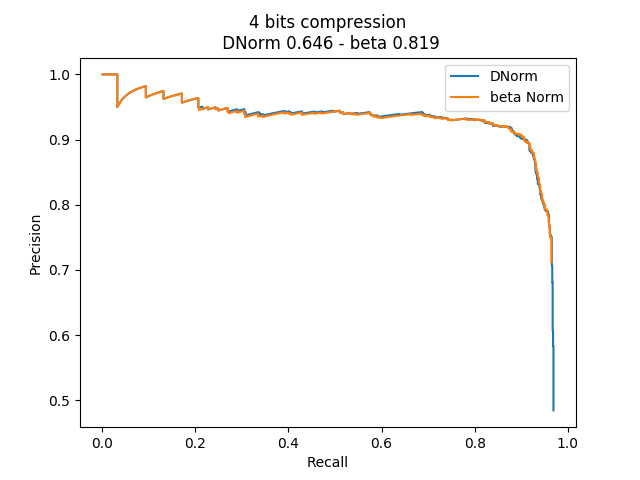 4 bits compression
DNorm 0.646 - beta 0.819
DNorm
beta Norm
1.0
0.9
0.8
0.7
0.6
0.5
Precision
0.0 0.2 0.4 0.6 0.8 1.0
Recall